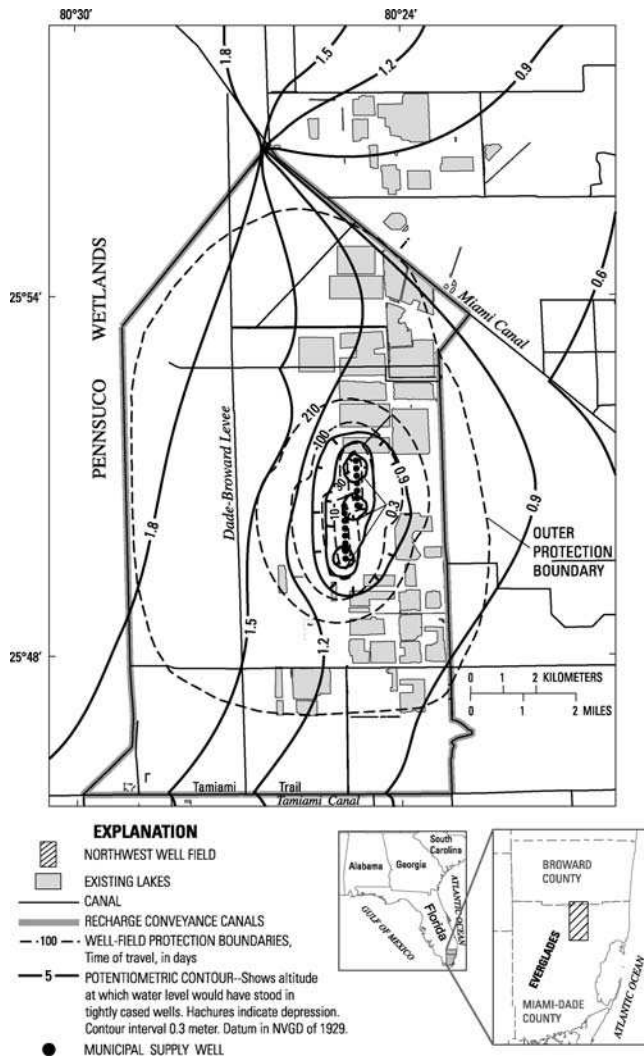 80°30'
80°24'
1.8
1.5
1.2
0.9
25°54'
PENNSUCO WETLANDS
Miami Canal
0.6
Dade-Broward Levee
210
100
30
10
0.9
0.3
0.9
1.8
OUTER
PROTECTION
BOUNDARY
1.5
1.2
25°48'
0 1 2 KILOMETERS
0 1 2 MILES
Tamiami Trail
Tamiami Canal
EXPLANATION
NORTHWEST WELL FIELD
EXISTING LAKES
CANAL
RECHARGE CONVEYANCE CANALS
-100 WELL-FIELD PROTECTION BOUNDARIES,
Time of travel, in days
5 POTENTIOMETRIC CONTOUR--Shows altitude
at which water level would have stood in
tightly cased wells. Hachures indicate depression.
Contour interval 0.3 meter. Datum in NVGD of 1929.
MUNICIPAL SUPPLY WELL
Alabama
Georgia
South
Carolina
Florida
GULF OF MEXICO
ATLANTIC OCEAN
BROWARD
COUNTY
EVERGLADES
MIAMI-DADE
COUNTY
ATLANTIC OCEAN